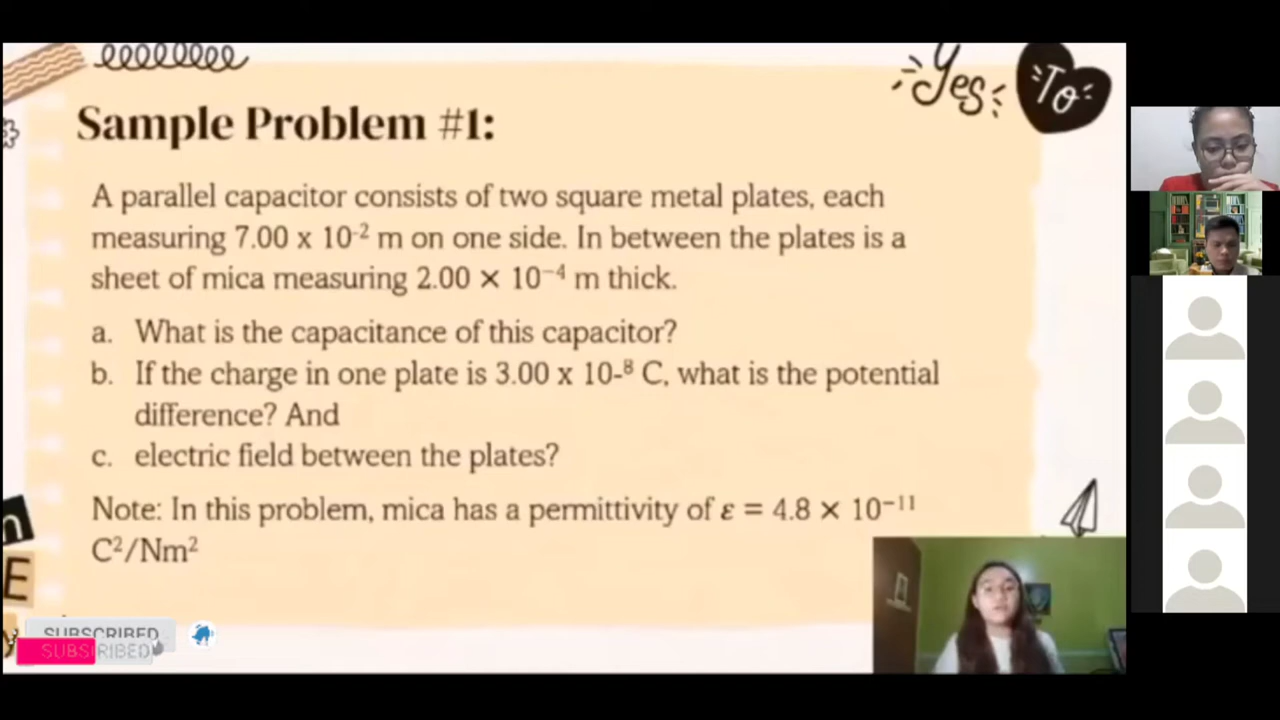 Yes
To
Sample Problem #1:
A parallel capacitor consists of two square metal plates, each
measuring 7.00 x 10⁻² m on one side. In between the plates is a
sheet of mica measuring 2.00 × 10⁻⁴ m thick.
a. What is the capacitance of this capacitor?
b. If the charge in one plate is 3.00 x 10-⁸ C, what is the potential
difference? And
c. electric field between the plates?
Note: In this problem, mica has a permittivity of ε = 4.8 × 10⁻¹¹
C²/Nm²
n
E
y
SUBSCRIBED
SUBSCRIBED